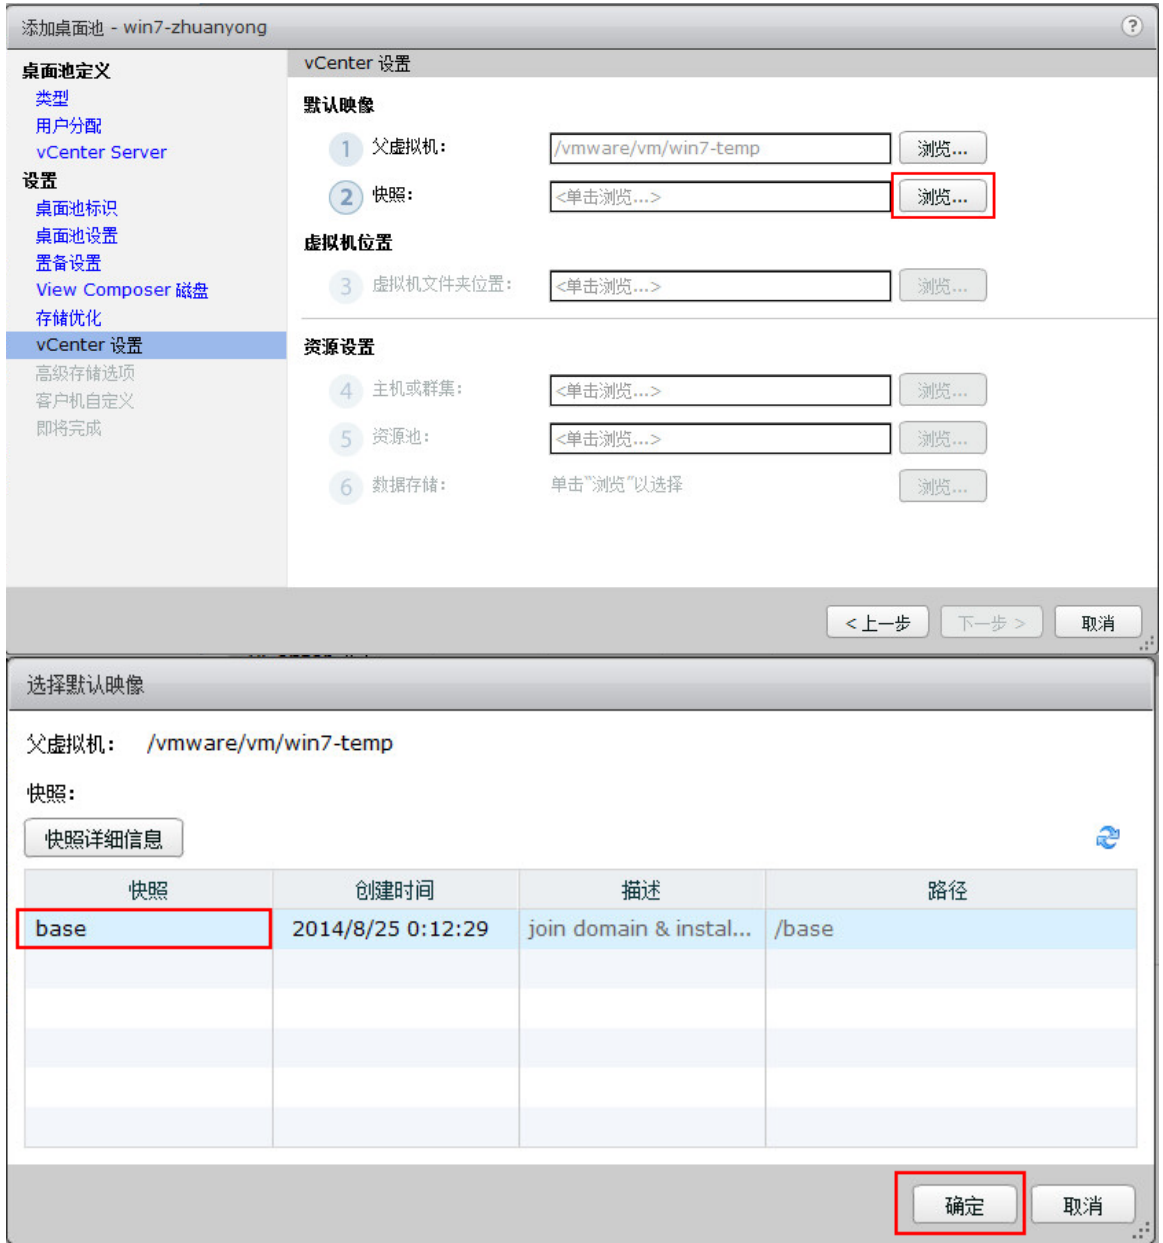 添加桌面池 - win7-zhuanyong
?
桌面池定义
类型
用户分配
vCenter Server
设置
桌面池标识
桌面池设置
置备设置
View Composer 磁盘
存储优化
vCenter 设置
高级存储选项
客户机自定义
即将完成
vCenter 设置
默认映像
1 父虚拟机: /vmware/vm/win7-temp 浏览...
2 快照: <单击浏览...> 浏览...
虚拟机位置
3 虚拟机文件夹位置: <单击浏览...> 浏览...
资源设置
4 主机或群集: <单击浏览...> 浏览...
5 资源池: <单击浏览...> 浏览...
6 数据存储: 单击"浏览"以选择 浏览...
<上一步 下一步 > 取消
选择默认映像
父虚拟机: /vmware/vm/win7-temp
快照:
快照详细信息
快照 创建时间 描述 路径
base 2014/8/25 0:12:29 join domain & instal... /base
确定 取消